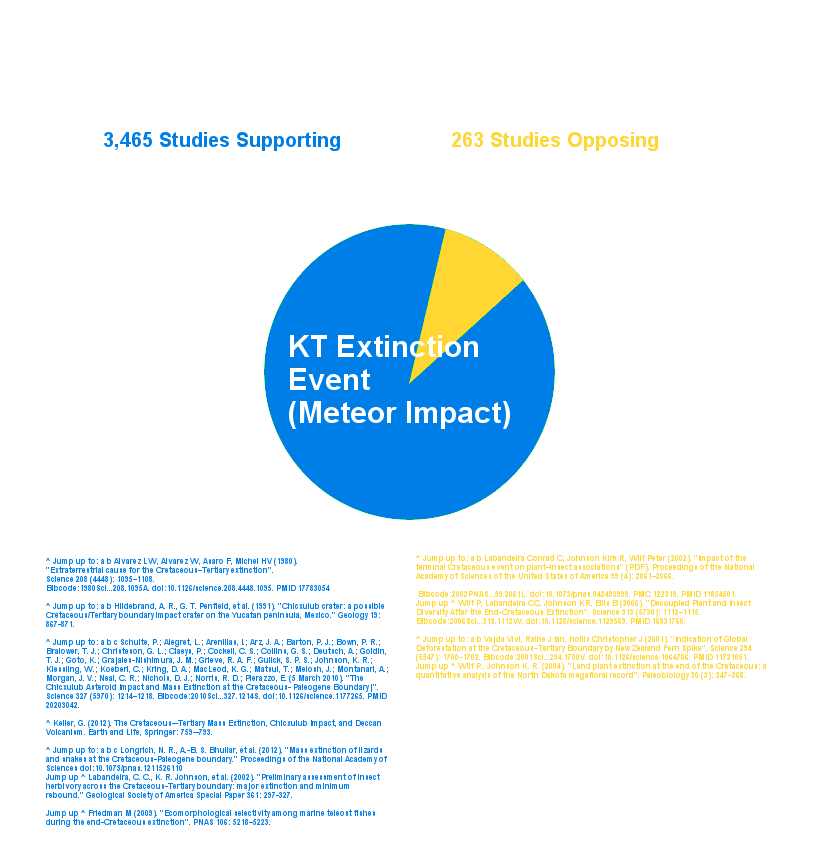 3,465 Studies Supporting
263 Studies Opposing
KT Extinction
Event
(Meteor Impact)
^ Jump up to: a b Alvarez LW, Alvarez W, Asaro F, Michel HV (1980).
"Extraterrestrial cause for the Cretaceous–Tertiary extinction".
Science 208 (4448): 1095–1108.
Bibcode:1980Sci...208.1095A. doi:10.1126/science.208.4448.1095. PMID 17783054
^ Jump up to: a b Hildebrand, A. R., G. T. Penfield, et al. (1991). "Chicxulub crater: a possible
Cretaceous/Tertiary boundary impact crater on the Yucatan peninsula, Mexico." Geology 19:
867-871.
^ Jump up to: a b c Schulte, P.; Alegret, L.; Arenillas, I.; Arz, J. A.; Barton, P. J.; Bown, P. R.;
Bralower, T. J.; Christeson, G. L.; Claeys, P.; Cockell, C. S.; Collins, G. S.; Deutsch, A.; Goldin,
T. J.; Goto, K.; Grajales-Nishimura, J. M.; Grieve, R. A. F.; Gulick, S. P. S.; Johnson, K. R.;
Kiessling, W.; Koeberl, C.; Kring, D. A.; MacLeod, K. G.; Matsui, T.; Melosh, J.; Montanari, A.;
Morgan, J. V.; Neal, C. R.; Nichols, D. J.; Norris, R. D.; Pierazzo, E. (5 March 2010). "The
Chicxulub Asteroid Impact and Mass Extinction at the Cretaceous- Paleogene Boundary|".
Science 327 (5970): 1214–1218. Bibcode:2010Sci...327.1214S. doi:10.1126/science.1177265. PMID
20203042.
^ Keller, G. (2012). The Cretaceous–Tertiary Mass Extinction, Chicxulub Impact, and Deccan
Volcanism. Earth and Life, Springer: 759–793.
^ Jump up to: a b c Longrich, N. R., A.-B. S. Bhullar, et al. (2012). "Mass extinction of lizards
and snakes at the Cretaceous-Paleogene boundary." Proceedings of the National Academy of
Sciences doi: 10.1073/pnas.1211526110
Jump up ^ Labandeira, C. C., K. R. Johnson, et al. (2002). "Preliminary assessment of insect
herbivory across the Cretaceous-Tertiary boundary: major extinction and minimum
rebound." Geological Society of America Special Paper 361: 297-327.
Jump up ^ Friedman M (2009). "Ecomorphological selectivity among marine teleost fishes
during the end-Cretaceous extinction". PNAS 106: 5218–5223.
^ Jump up to: a b Labandeira Conrad C, Johnson, Kirk R, Wilf Peter (2002). "Impact of the
terminal Cretaceous event on plant–insect associations" (PDF). Proceedings of the National
Academy of Sciences of the United States of America 99 (4): 2061–2066.
Bibcode:2002PNAS...99.2061L. doi:10.1073/pnas.042492999. PMC 122319. PMID 11854501.
Jump up ^ Wilf P, Labandeira CC, Johnson KR, Ellis B (2006). "Decoupled Plant and Insect
Diversity After the End-Cretaceous Extinction". Science 313 (5790): 1112–1115.
Bibcode:2006Sci...313.1112W. doi:10.1126/science.1129569. PMID 16931760.
^ Jump up to: a b Vajda Vivi, Raine J Ian, Hollis Christopher J (2001). "Indication of Global
Deforestation at the Cretaceous–Tertiary Boundary by New Zealand Fern Spike". Science 294
(5547): 1700–1702. Bibcode:2001Sci...294.1700V. doi:10.1126/science.1064706. PMID 11721051.
Jump up ^ Wilf P, Johnson K. R. (2004). "Land plant extinction at the end of the Cretaceous: a
quantitative analysis of the North Dakota megafloral record". Paleobiology 30 (3): 347–368.